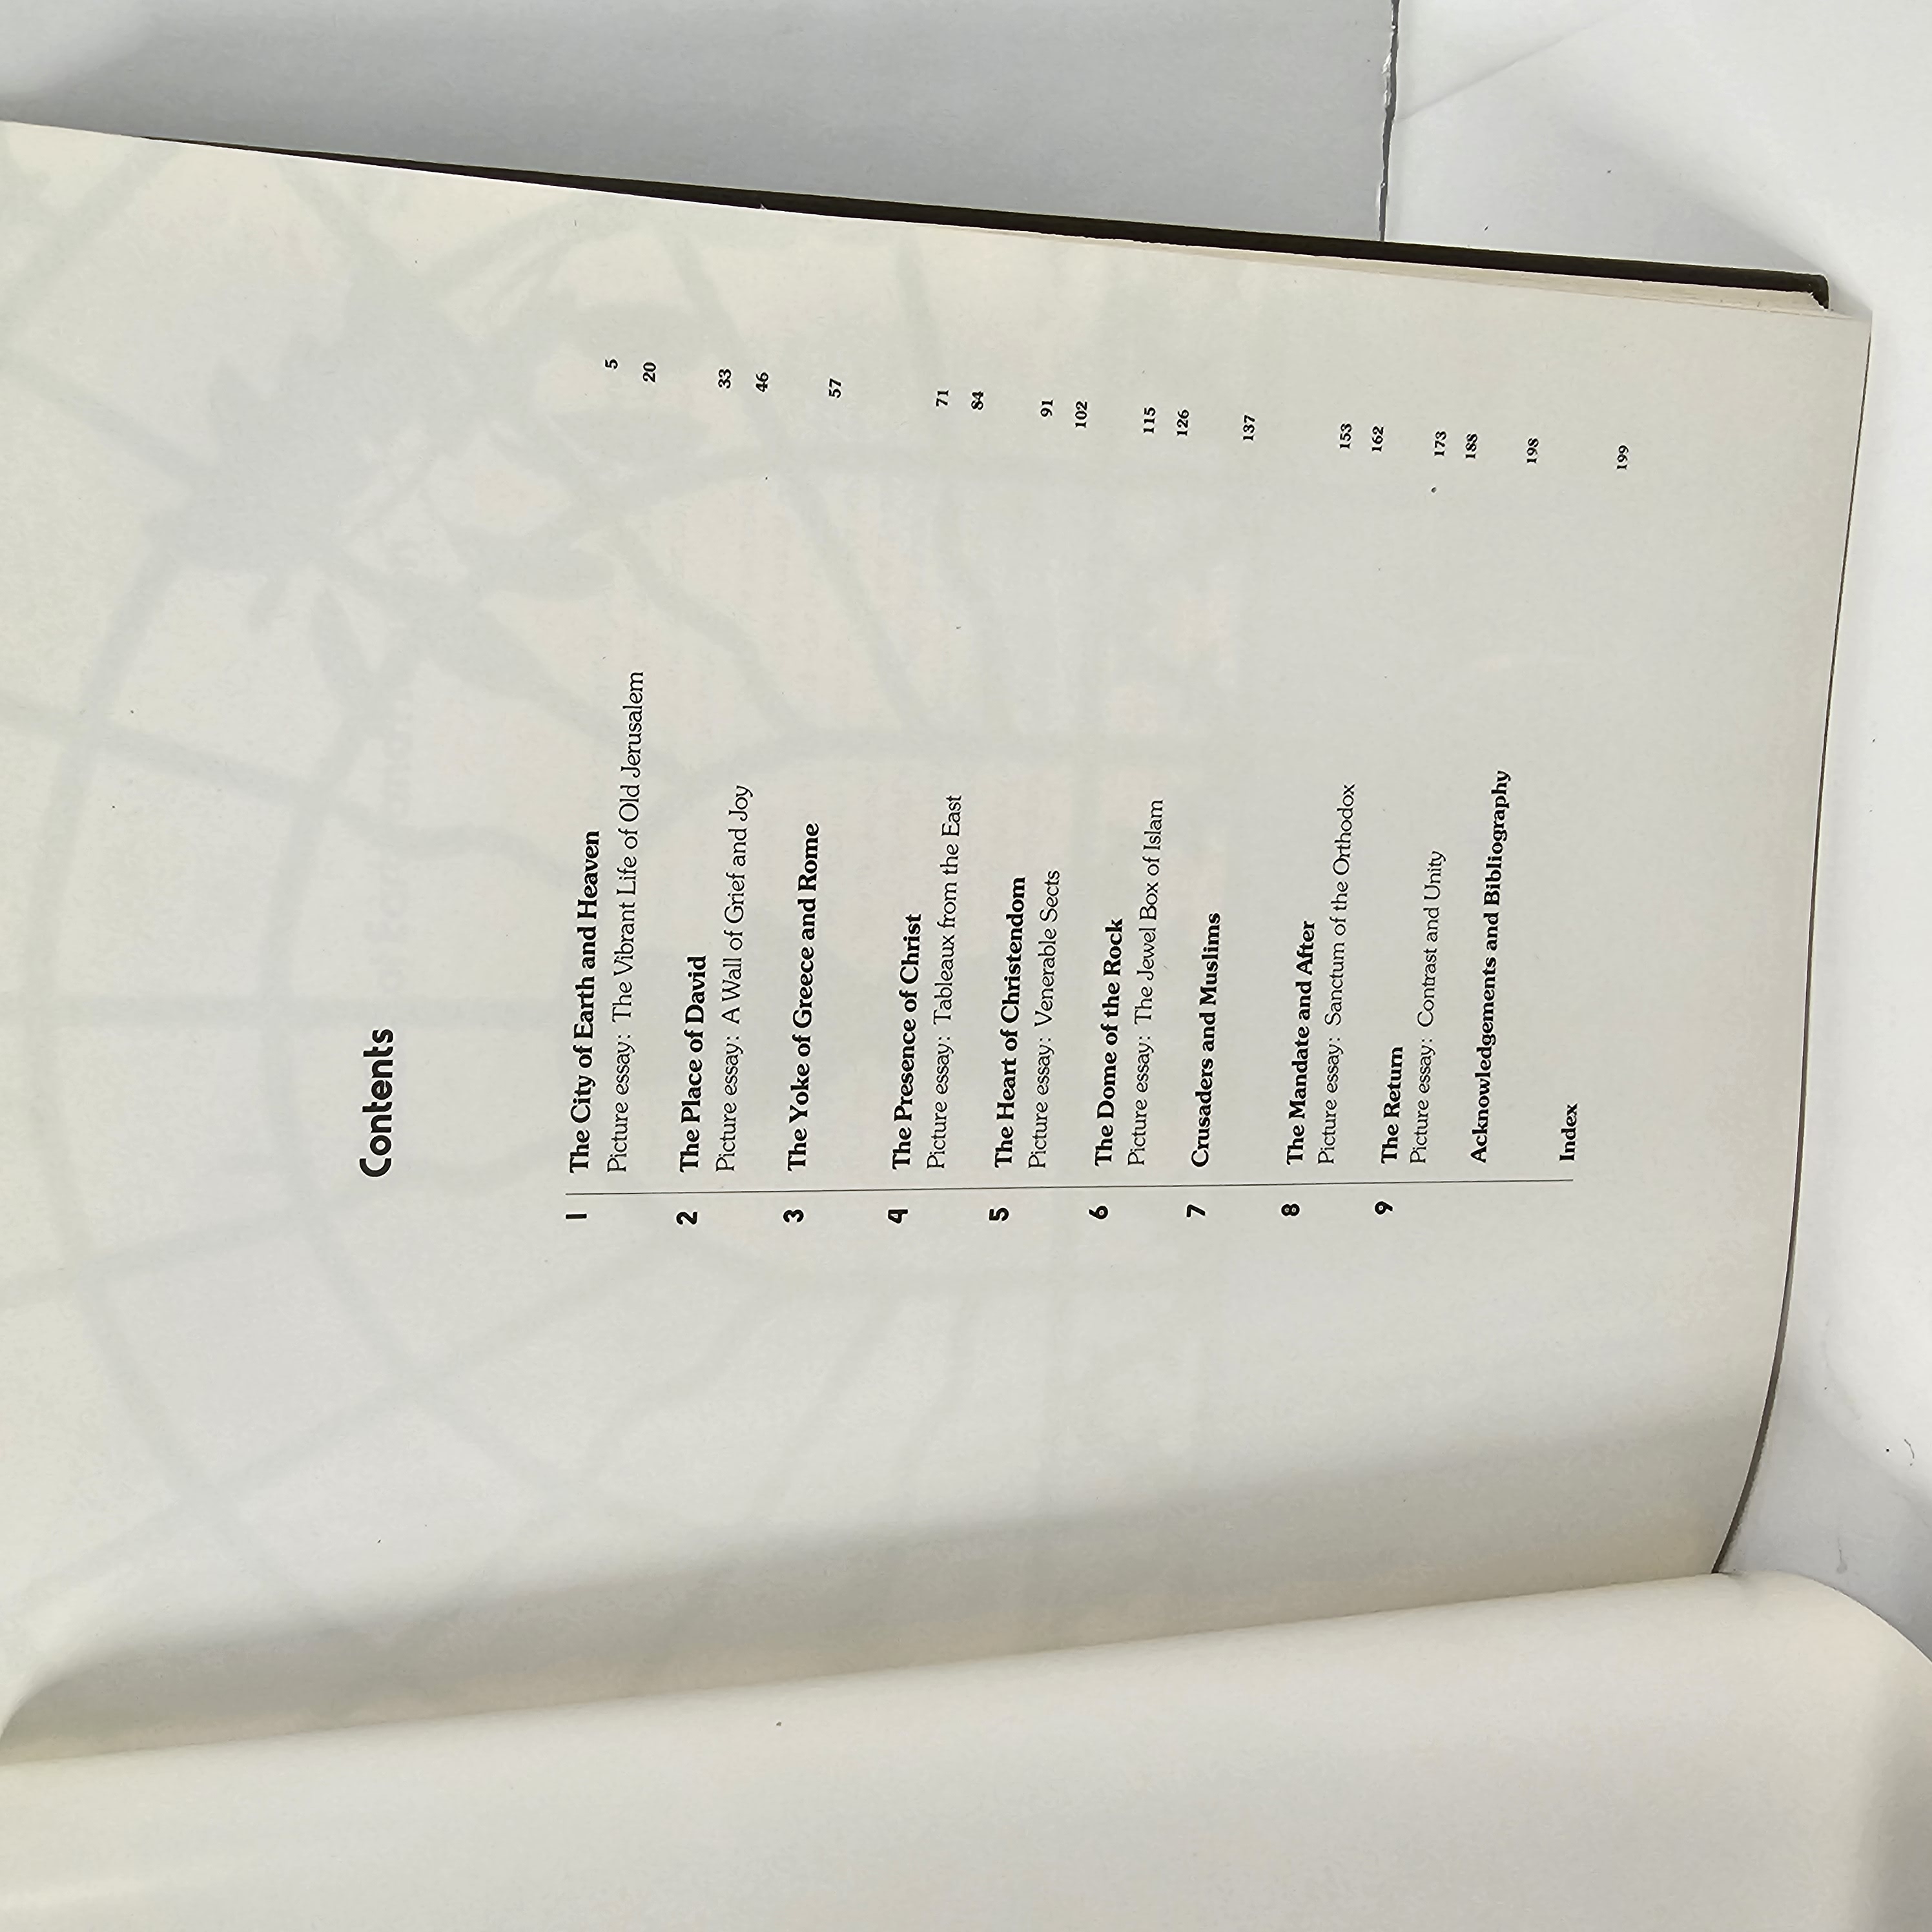 Contents
1 The City of Earth and Heaven 5
Picture essay: The Vibrant Life of Old Jerusalem 20
2 The Place of David 33
Picture essay: A Wall of Grief and Joy 46
3 The Yoke of Greece and Rome 57
4 The Presence of Christ 71
Picture essay: Tableaux from the East 84
5 The Heart of Christendom 91
Picture essay: Venerable Sects 102
6 The Dome of the Rock 115
Picture essay: The Jewel Box of Islam 126
7 Crusaders and Muslims 137
8 The Mandate and After 153
Picture essay: Sanctum of the Orthodox 162
9 The Return 173
Picture essay: Contrast and Unity 188
Acknowledgements and Bibliography 198
Index 199